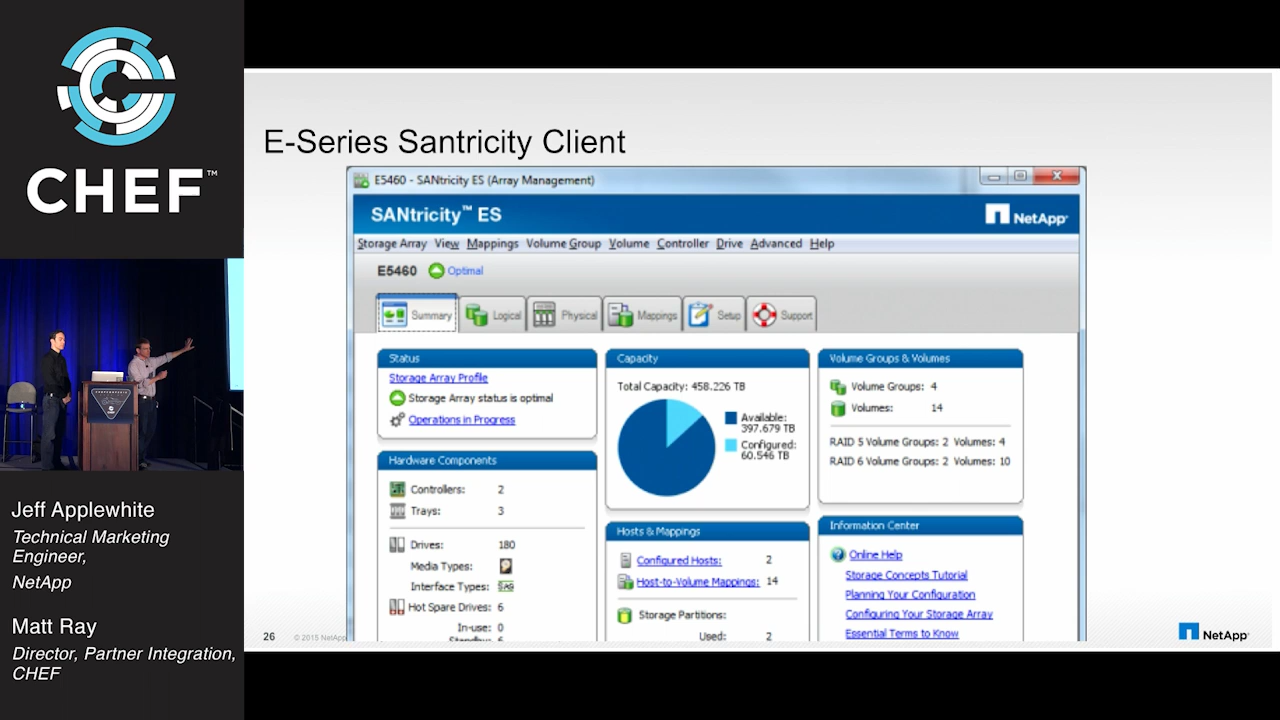 CHEF™
Jeff Applewhite
Technical Marketing
Engineer,
NetApp
Matt Ray
Director, Partner Integration,
CHEF
E-Series Santricity Client
E5460 - SANtricity ES (Array Management)
SANtricity™ ES
NetApp
Storage Array View Mappings Volume Group Volume Controller Drive Advanced Help
E5460 Optimal
Summary Logical Physical Mappings Setup Support
Status
Storage Array Profile
Storage Array status is optimal
Operations in Progress
Hardware Components
Controllers: 2
Trays: 3
Drives: 180
Media Types:
Interface Types: SAS
Hot Spare Drives: 6
In-use: 0
Standby: 6
Capacity
Total Capacity: 458.226 TB
Available:
397.679 TB
Configured:
60.546 TB
Hosts & Mappings
Configured Hosts: 2
Host-to-Volume Mappings: 14
Storage Partitions:
Used: 2
Volume Groups & Volumes
Volume Groups: 4
Volumes: 14
RAID 5 Volume Groups: 2 Volumes: 4
RAID 6 Volume Groups: 2 Volumes: 10
Information Center
Online Help
Storage Concepts Tutorial
Planning Your Configuration
Configuring Your Storage Array
Essential Terms to Know
26 © 2015 NetApp
NetApp